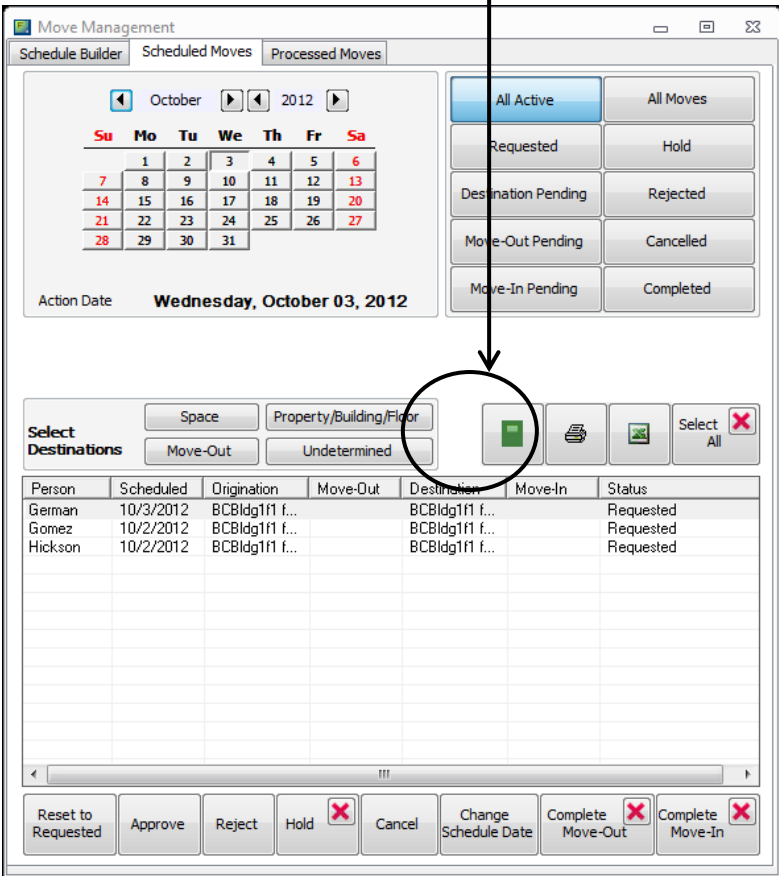 Move Management
Schedule Builder Scheduled Moves Processed Moves
October 2012
Su Mo Tu We Th Fr Sa
1 2 3 4 5 6
7 8 9 10 11 12 13
14 15 16 17 18 19 20
21 22 23 24 25 26 27
28 29 30 31
Action Date Wednesday, October 03, 2012
All Active All Moves
Requested Hold
Destination Pending Rejected
Move-Out Pending Cancelled
Move-In Pending Completed
Select
Destinations
Space Property/Building/Floor
Move-Out Undetermined
Select
All
Person Scheduled Origination Move-Out Destination Move-In Status
German 10/3/2012 BCBldg1f1 f... BCBldg1f1 f... Requested
Gomez 10/2/2012 BCBldg1f1 f... BCBldg1f1 f... Requested
Hickson 10/2/2012 BCBldg1f1 f... BCBldg1f1 f... Requested
Reset to
Requested
Approve
Reject
Hold
Cancel
Change
Schedule Date
Complete
Move-Out
Complete
Move-In